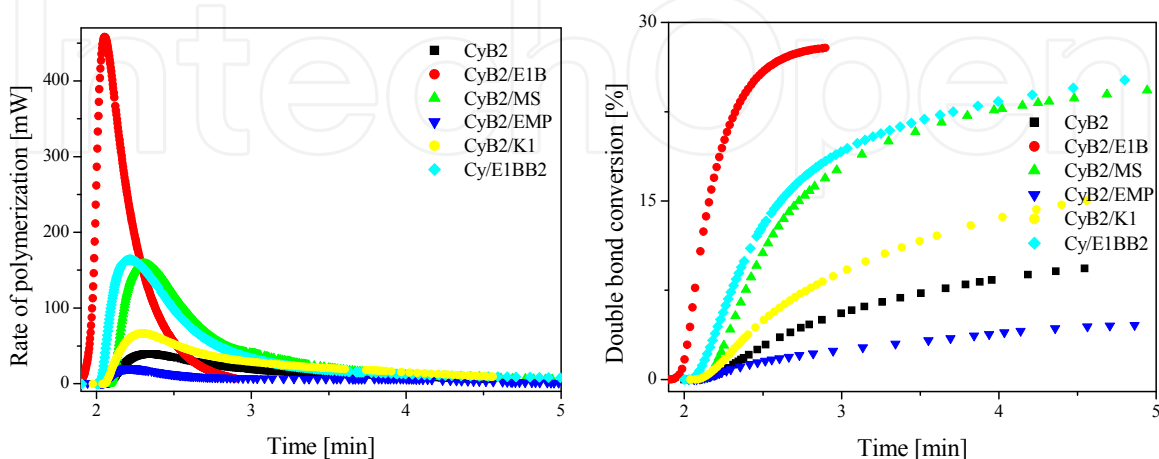 IntechOpen
Rate of polymerization [mW]
400
300
200
100
0
2
3
4
5
Time [min]
CyB2
CyB2/E1B
CyB2/MS
CyB2/EMP
CyB2/K1
Cy/E1BB2
Double bond conversion [%]
30
15
0
2
3
4
5
Time [min]
CyB2
CyB2/E1B
CyB2/MS
CyB2/EMP
CyB2/K1
Cy/E1BB2